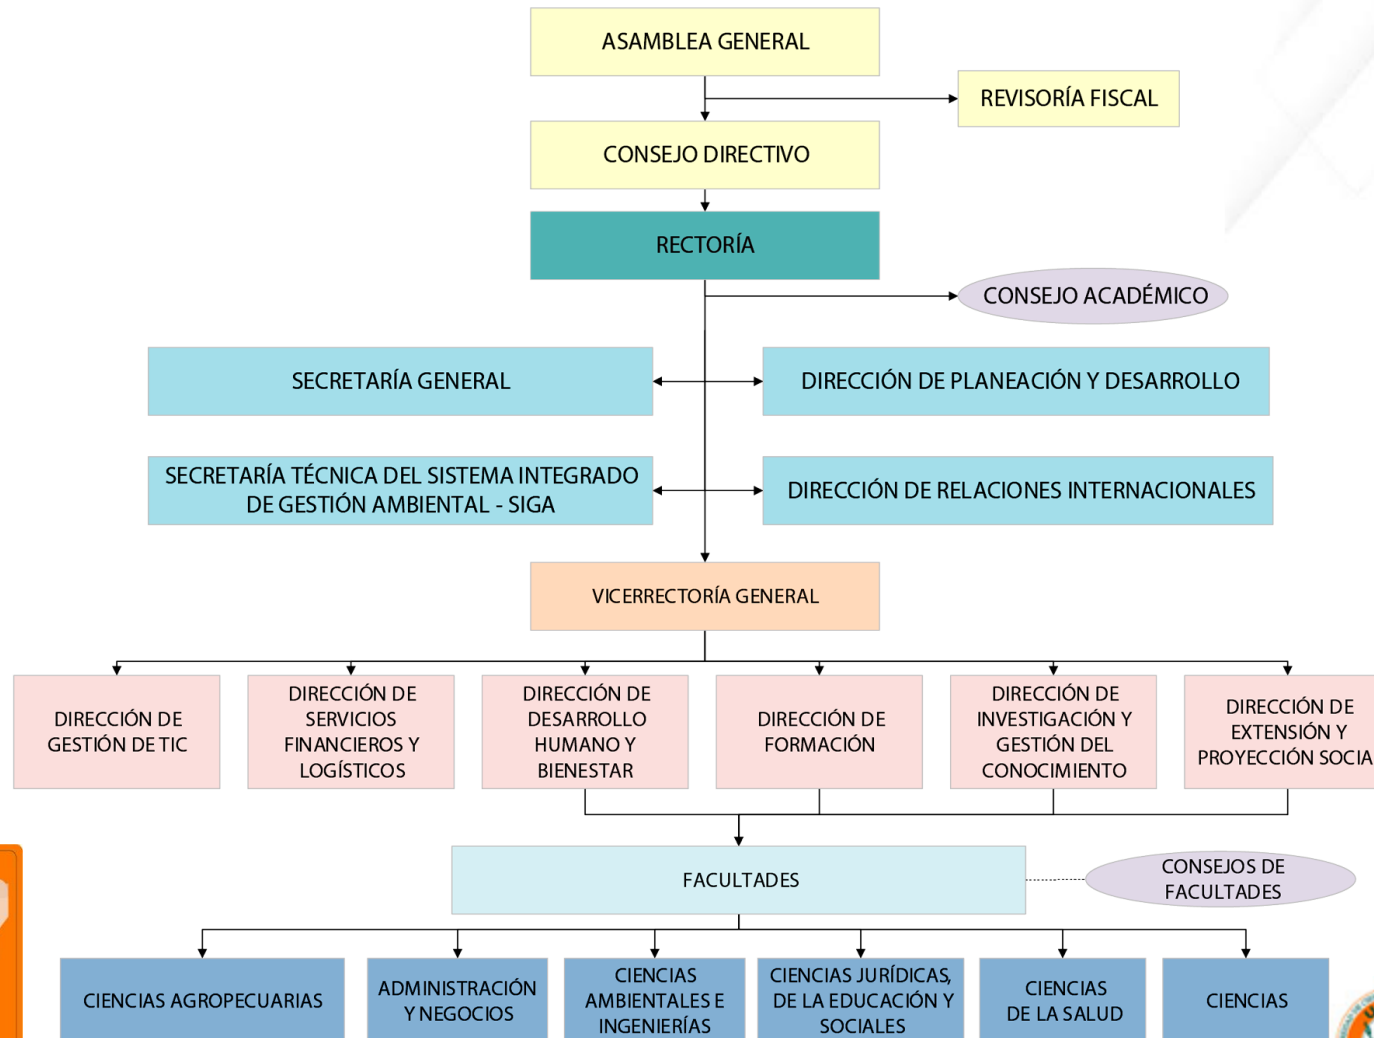 ASAMBLEA GENERAL
REVISORÍA FISCAL
CONSEJO DIRECTIVO
RECTORÍA
CONSEJO ACADÉMICO
SECRETARÍA GENERAL
DIRECCIÓN DE PLANEACIÓN Y DESARROLLO
SECRETARÍA TÉCNICA DEL SISTEMA INTEGRADO
DE GESTIÓN AMBIENTAL - SIGA
DIRECCIÓN DE RELACIONES INTERNACIONALES
VICERRECTORÍA GENERAL
DIRECCIÓN DE
GESTIÓN DE TIC
DIRECCIÓN DE
SERVICIOS
FINANCIEROS Y
LOGÍSTICOS
DIRECCIÓN DE
DESARROLLO
HUMANO Y
BIENESTAR
DIRECCIÓN DE
FORMACIÓN
DIRECCIÓN DE
INVESTIGACIÓN Y
GESTIÓN DEL
CONOCIMIENTO
DIRECCIÓN DE
EXTENSIÓN Y
PROYECCIÓN SOCIA
FACULTADES
CONSEJOS DE
FACULTADES
CIENCIAS AGROPECUARIAS
ADMINISTRACIÓN
Y NEGOCIOS
CIENCIAS
AMBIENTALES E
INGENIERÍAS
CIENCIAS JURÍDICAS,
DE LA EDUCACIÓN Y
SOCIALES
CIENCIAS
DE LA SALUD
CIENCIAS